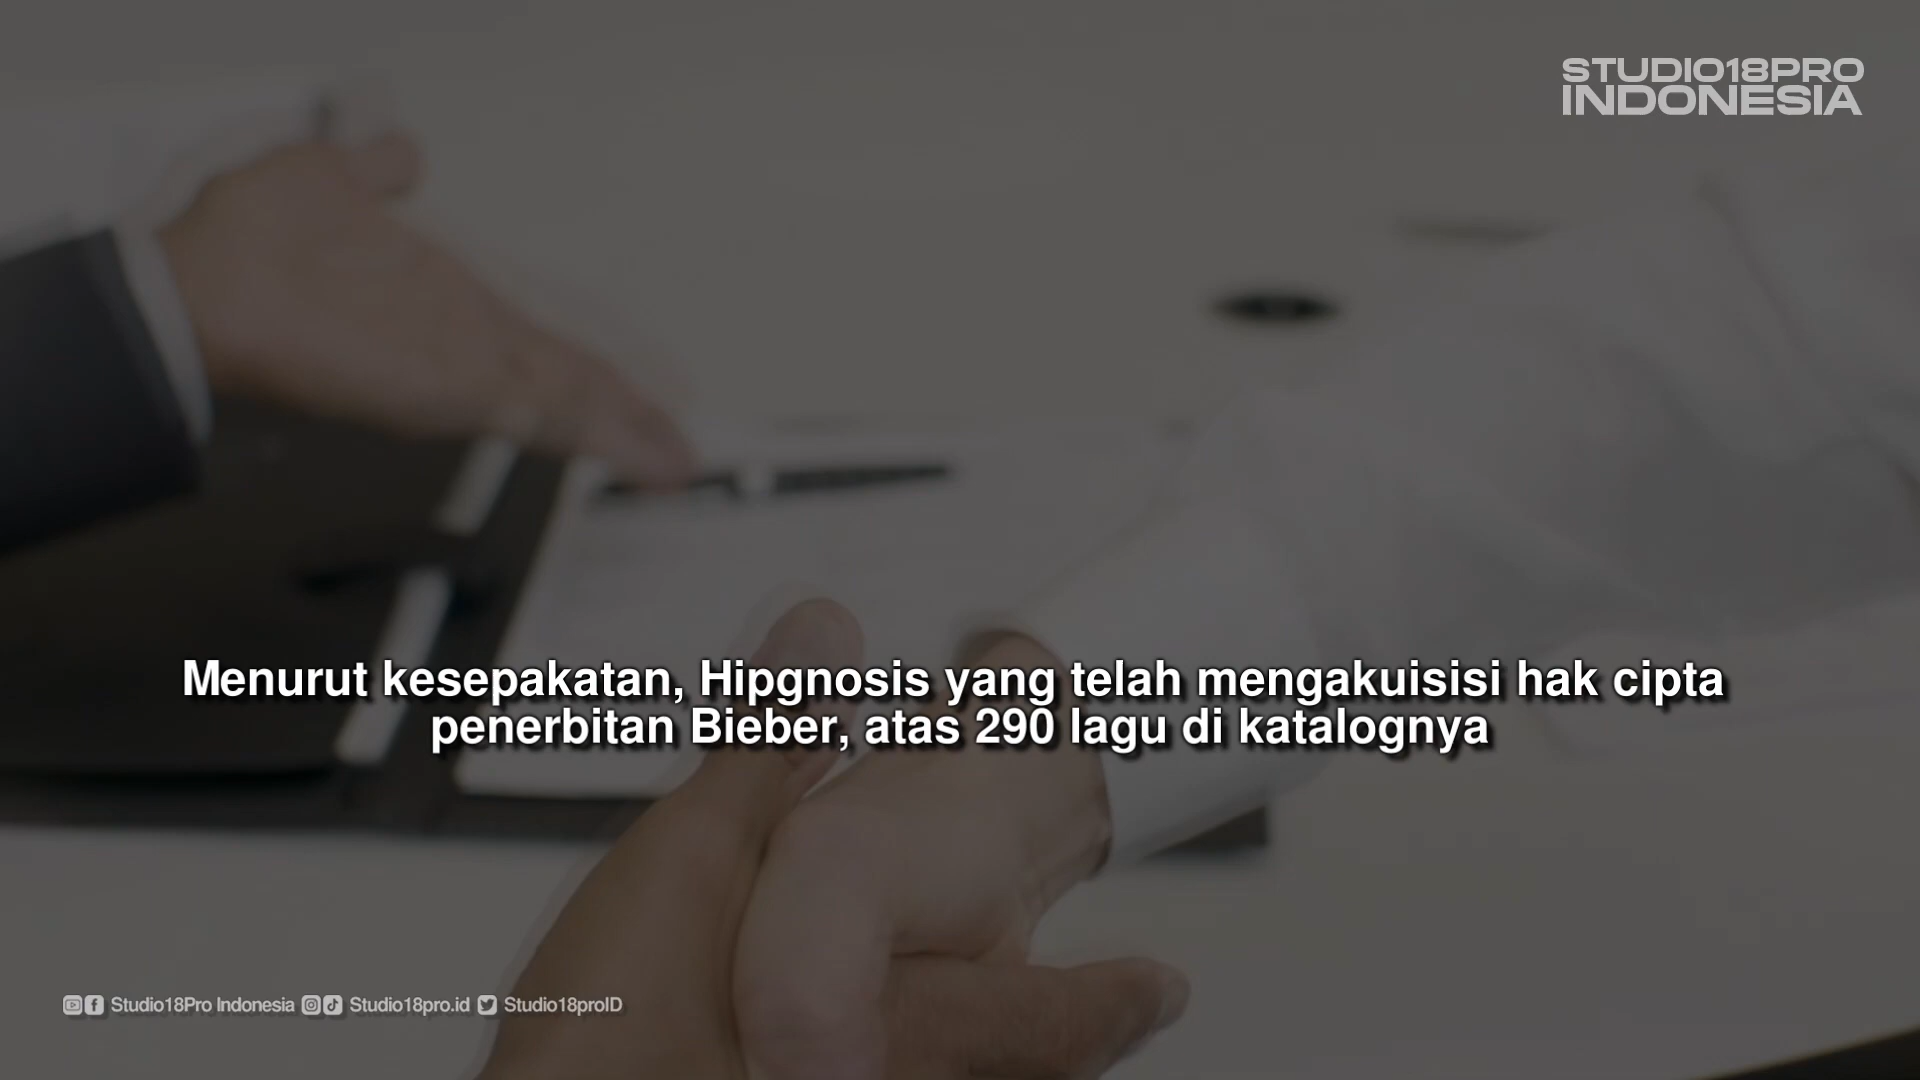 STUDIO18PRO
INDONESIA
Menurut kesepakatan, Hipgnosis yang telah mengakuisisi hak cipta
penerbitan Bieber, atas 290 lagu di katalognya
Studio18Pro Indonesia Studio18pro.id Studio18proID